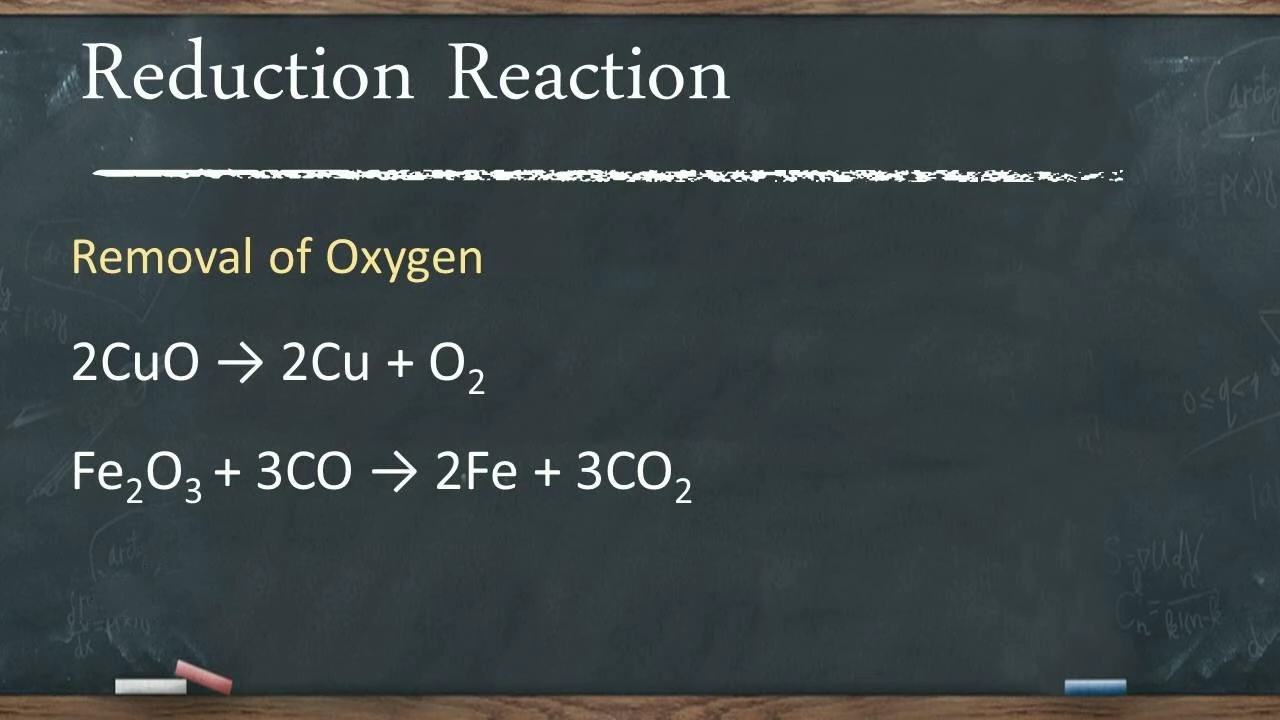 Reduction Reaction
Removal of Oxygen
2CuO → 2Cu + O₂
Fe₂O₃ + 3CO → 2Fe + 3CO₂